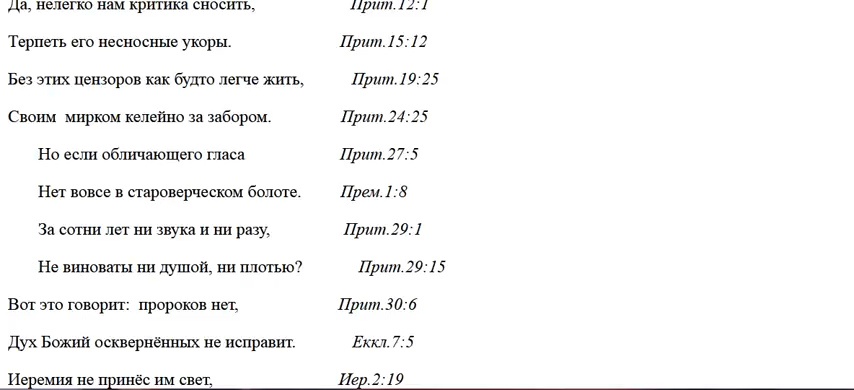 Да, нелегко нам критика сносить, Прит.12:1
Терпеть его несносные укоры. Прит.15:12
Без этих цензоров как будто легче жить, Прит.19:25
Своим мирком келейно за забором. Прит.24:25
Но если обличающего гласа Прит.27:5
Нет вовсе в староверческом болоте. Прем.1:8
За сотни лет ни звука и ни разу, Прит.29:1
Не виноваты ни душой, ни плотью? Прит.29:15
Вот это говорит: пророков нет, Прит.30:6
Дух Божий осквернённых не исправит. Еккл.7:5
Иеремия не принёс им свет, Иер.2:19